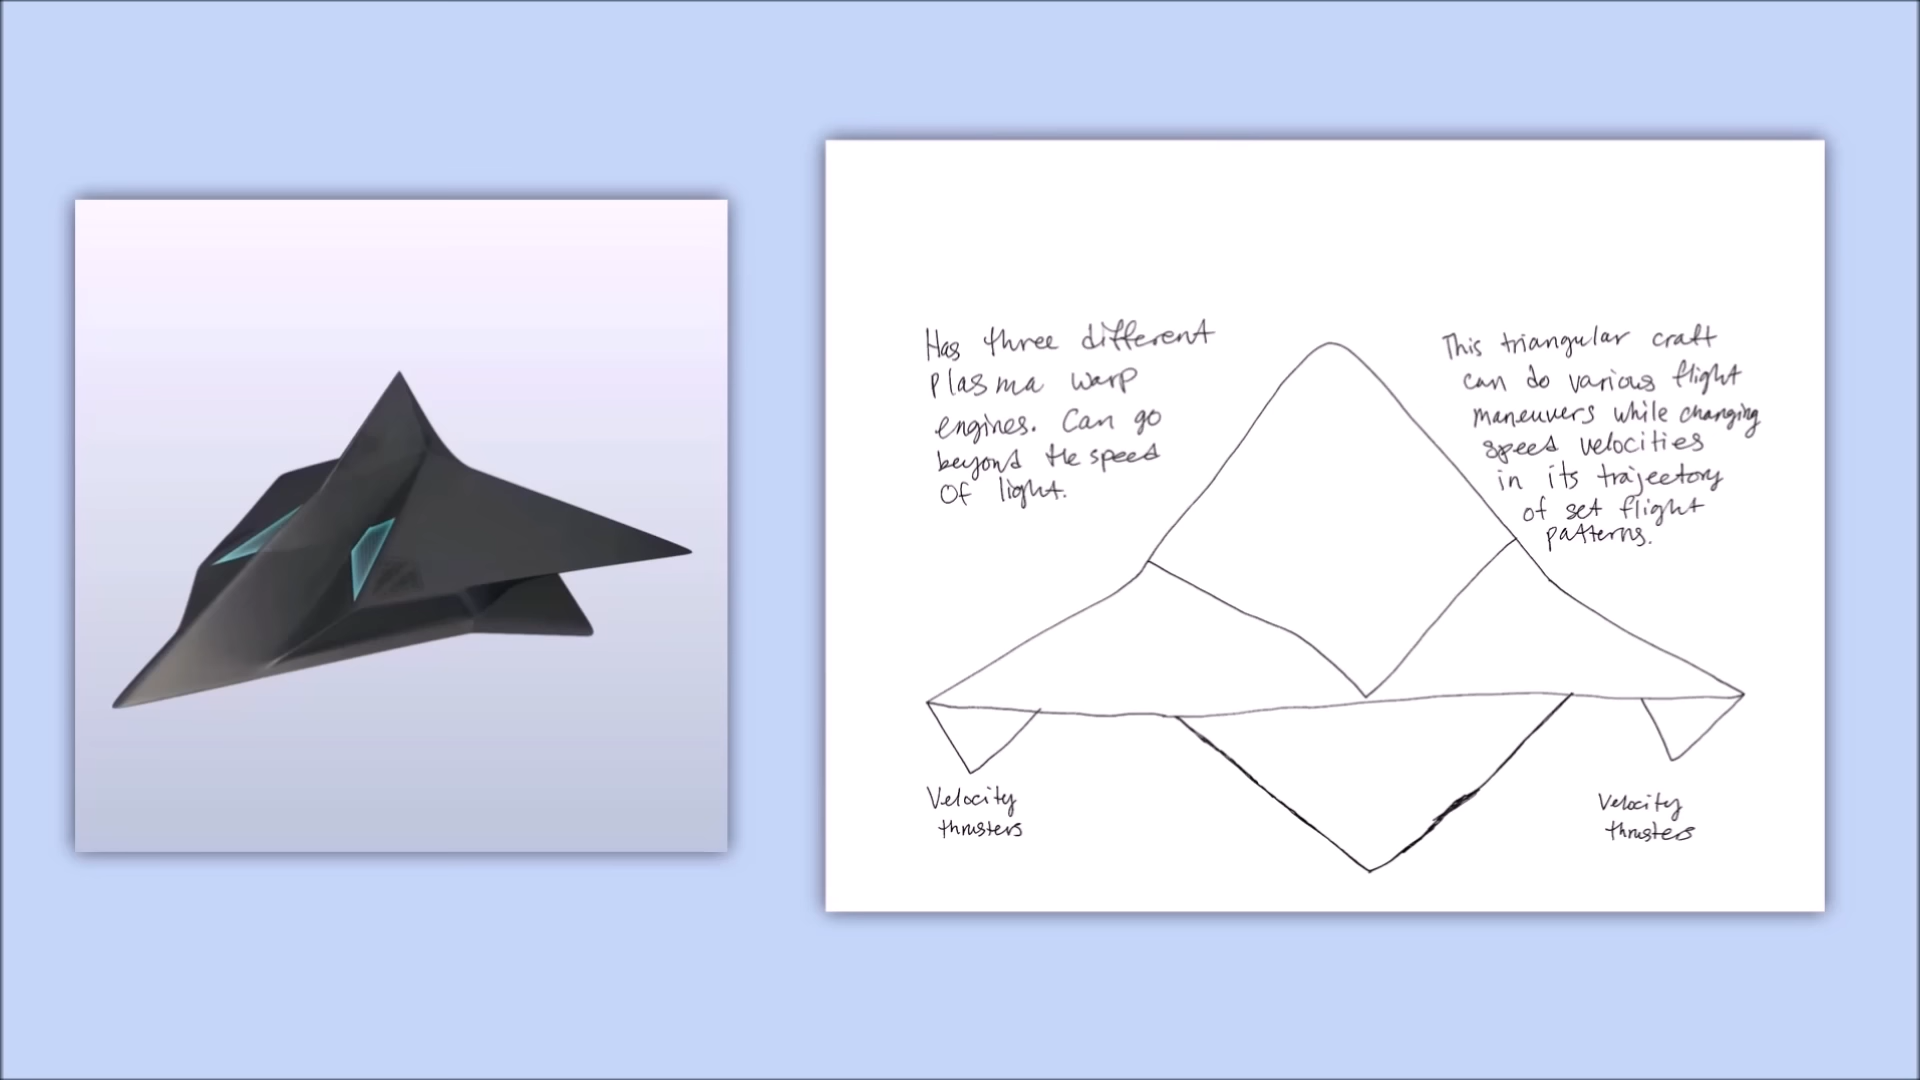 Has three different
Plasma warp
engines. Can go
beyond the speed
Of light.
This triangular craft
can do various flight
maneuvers while changing
speed velocities
in its trajectory
of set flight
patterns.
Velocity
thrusters
Velocity
thrusters